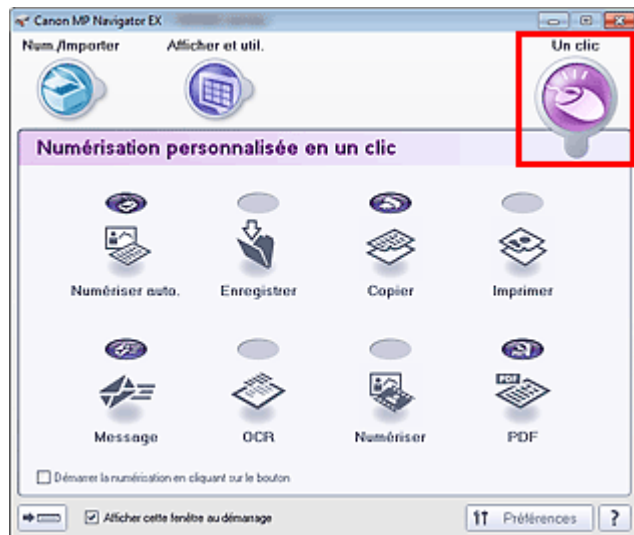 Canon MP Navigator EX
Num./Importer
Afficher et util.
Un clic
Numérisation personnalisée en un clic
Numériser auto.
Enregistrer
Copier
Imprimer
Message
OCR
Numériser
PDF
PDF
Démarrer la numérisation en cliquant sur le bouton
Afficher cette fenêtre au démarrage
Préférences
?